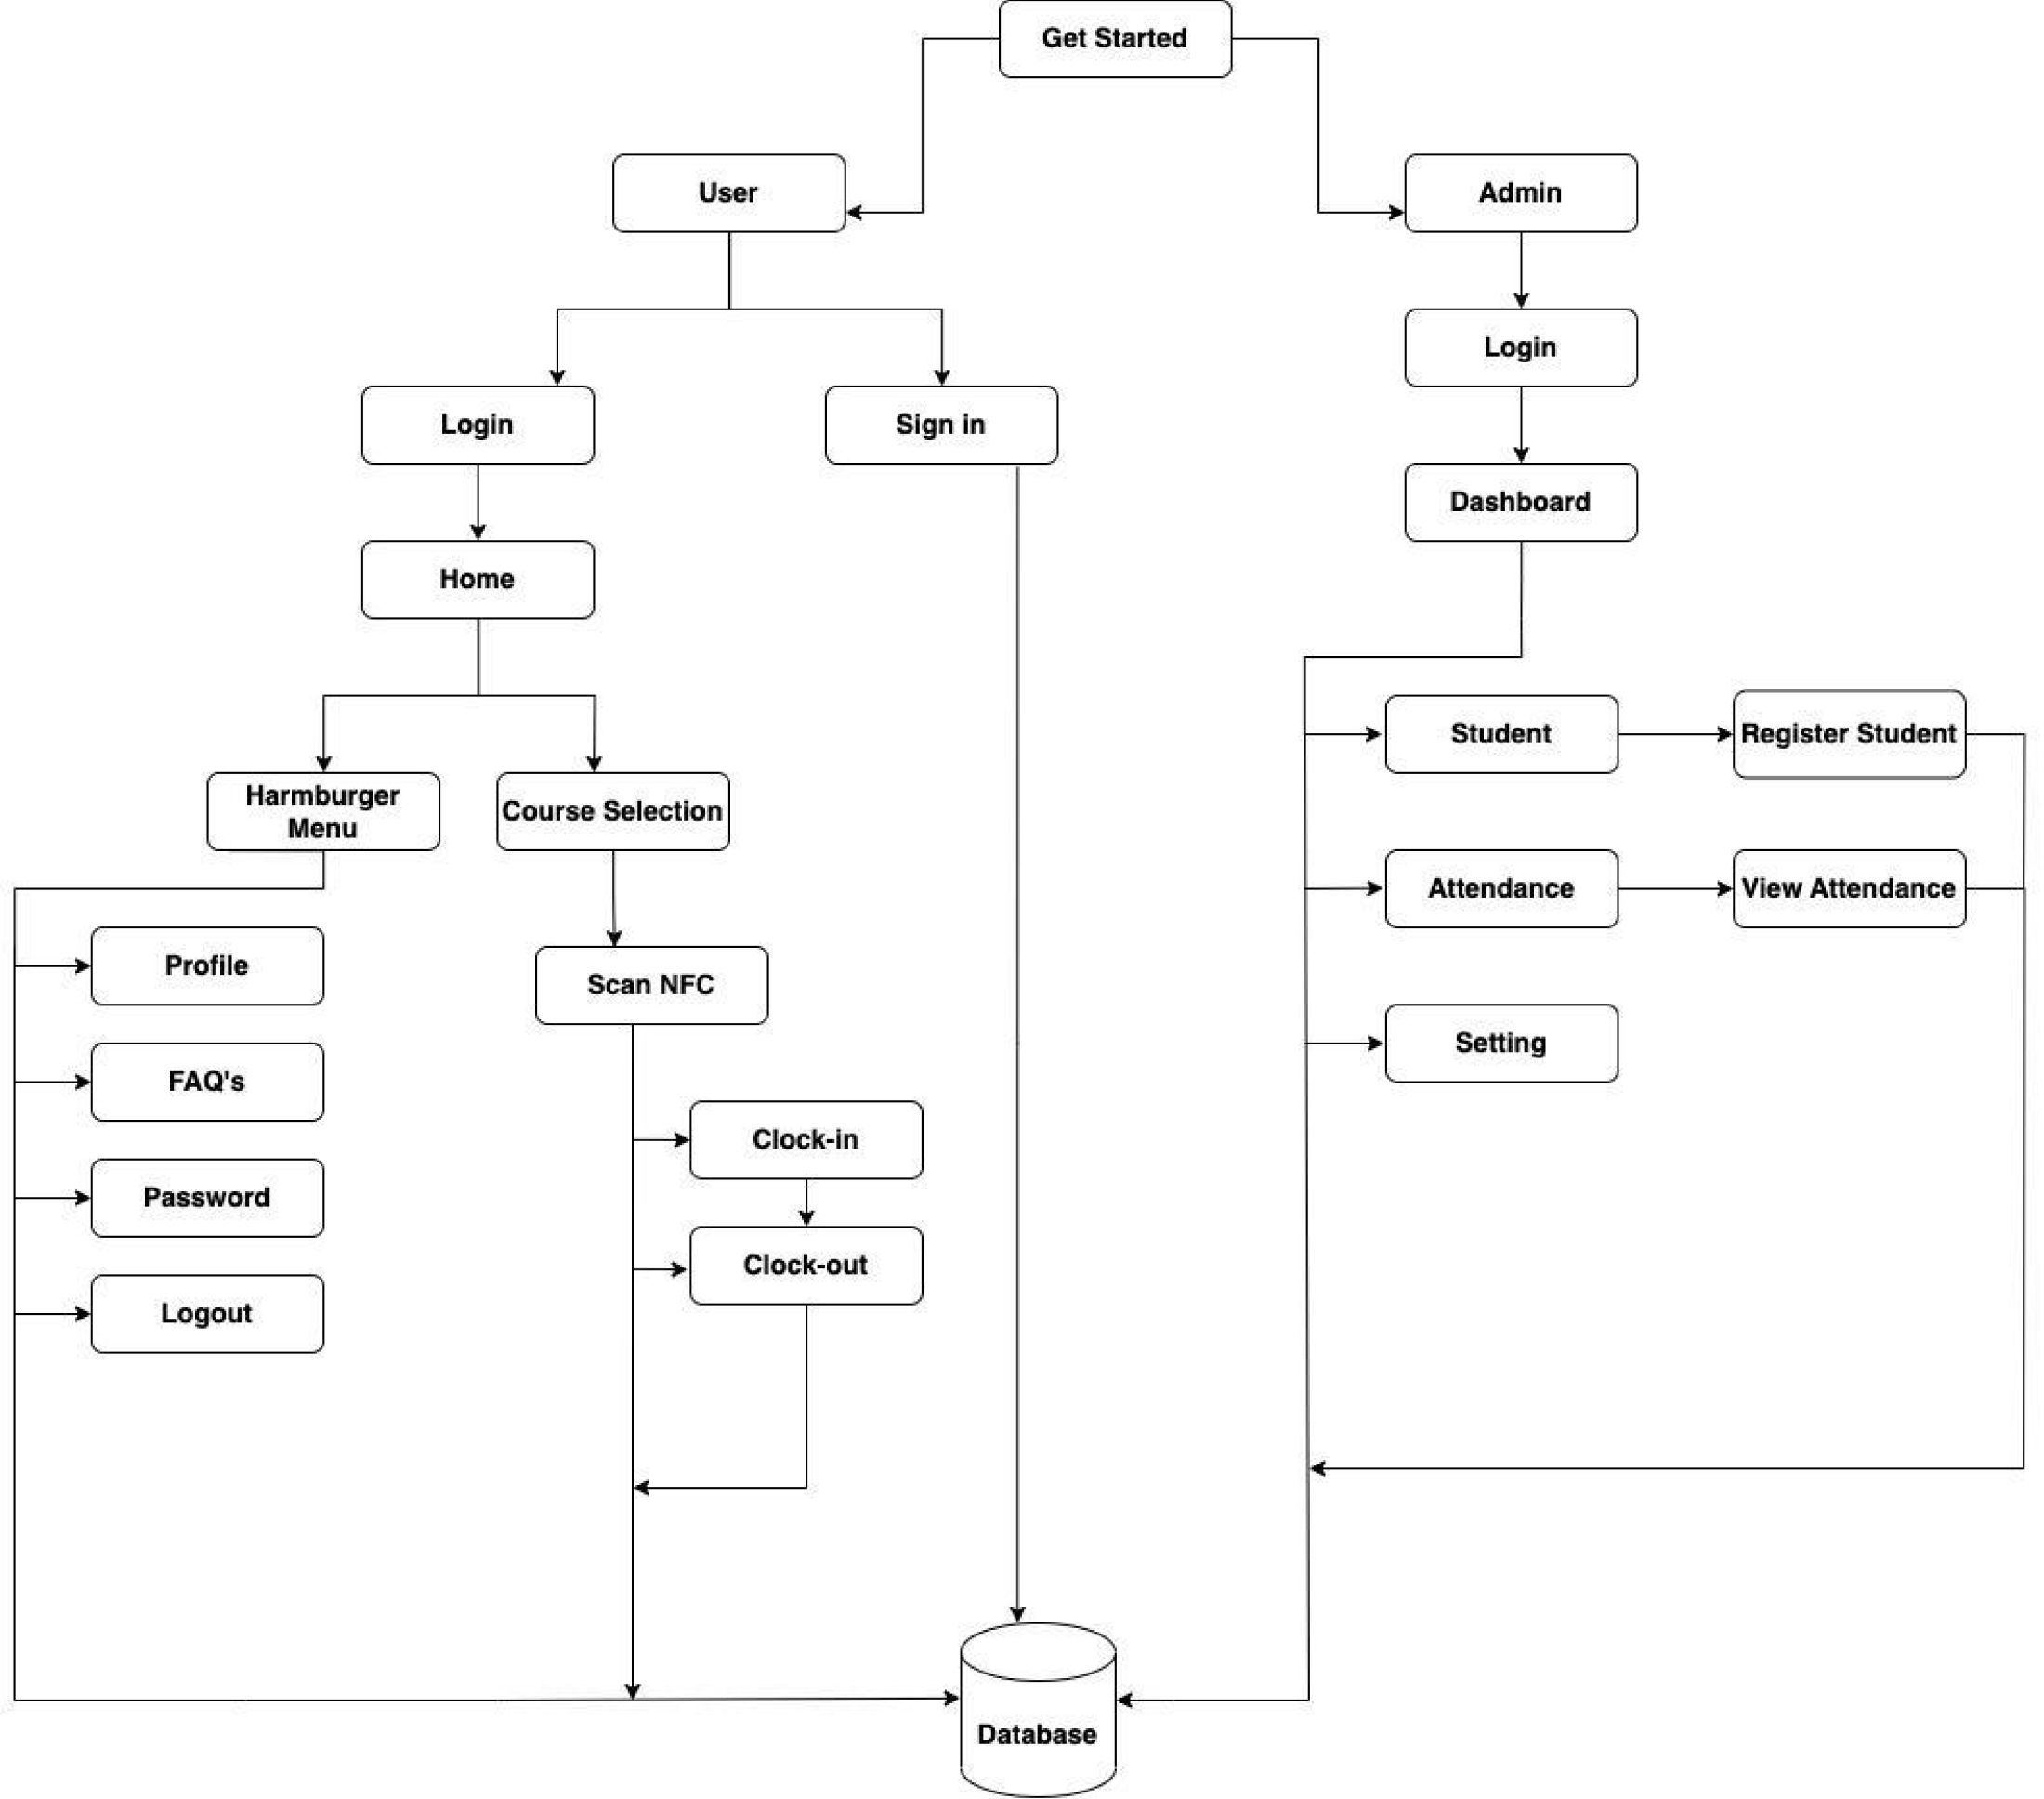 Get Started
User
Admin
Login
Login
Sign in
Dashboard
Home
Student
Register Student
Harmburger
Menu
Course Selection
Attendance
View Attendance
Profile
Scan NFC
Setting
FAQ's
Clock-in
Password
Clock-out
Logout
Database